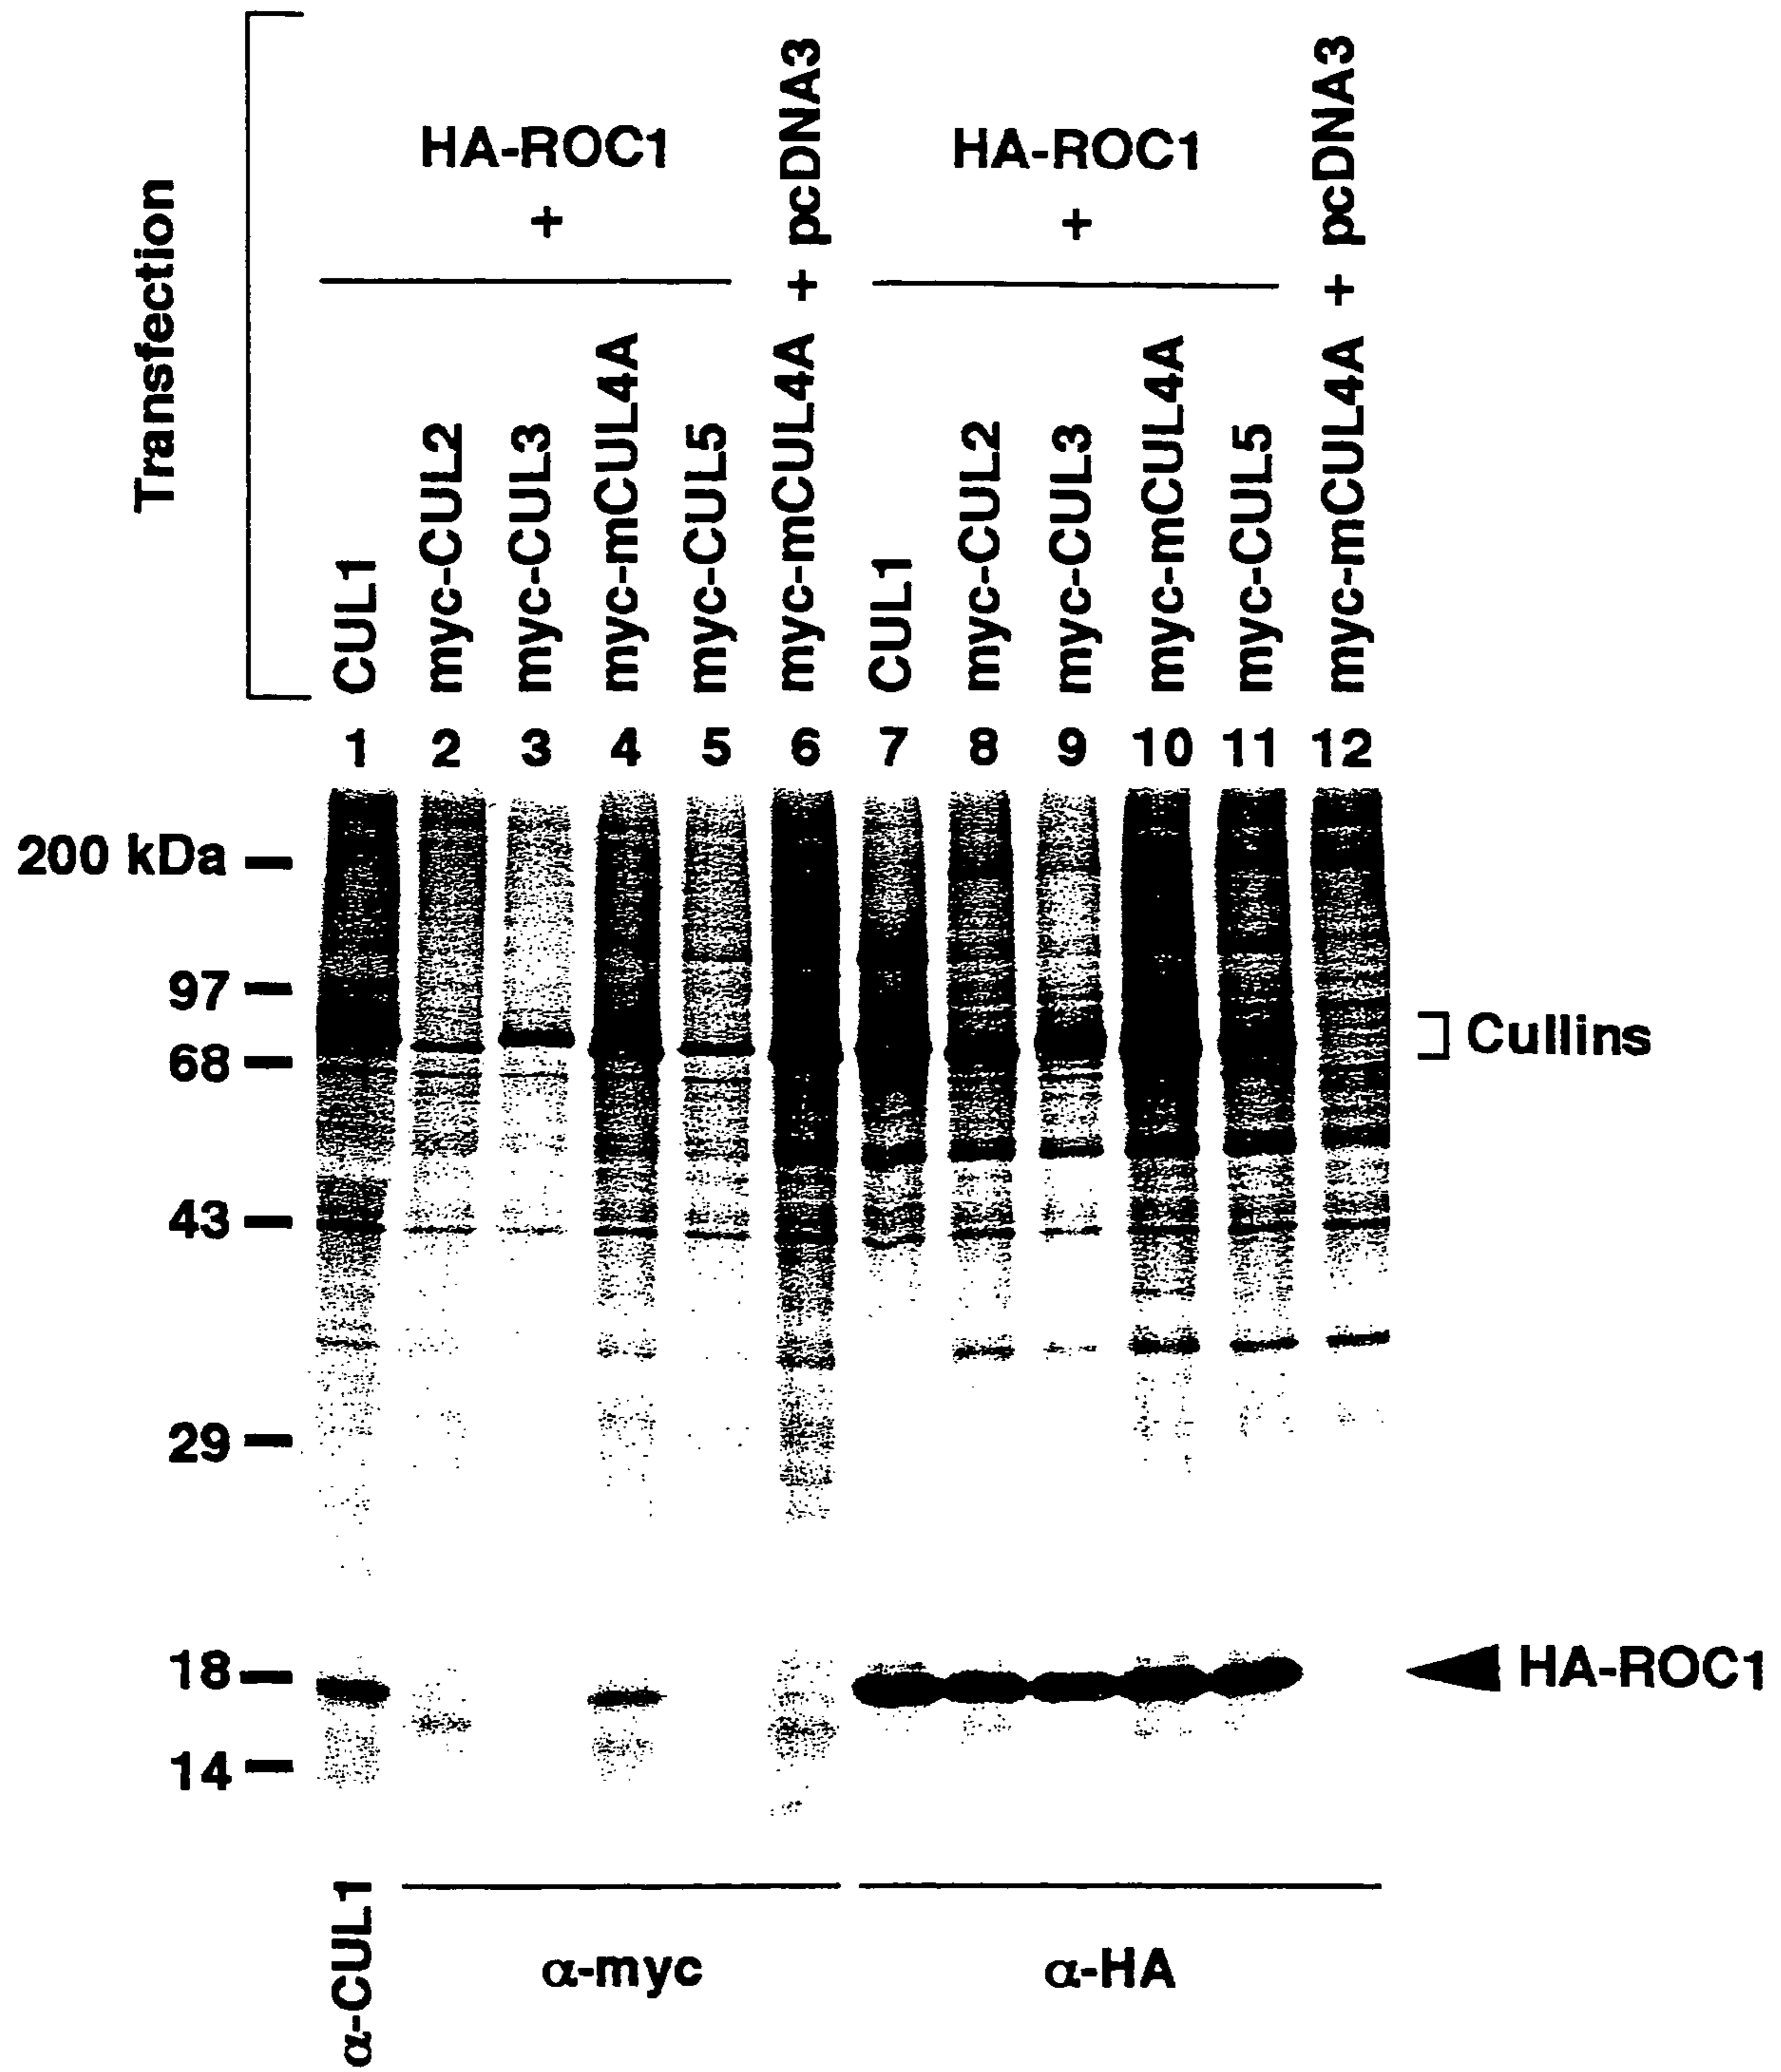 Transfection
HA-ROC1
+
HA-ROC1
+
CUL1
myc-CUL2
myc-CUL3
myc-mCUL4A
myc-CUL5
myc-mCUL4A + pcDNA3
CUL1
myc-CUL2
myc-CUL3
myc-mCUL4A
myc-CUL5
myc-mCUL4A + pcDNA3
1 2 3 4 5 6 7 8 9 10 11 12
200 kDa
97
68
43
29
18
14
Cullins
HA-ROC1
α-CUL1
α-myc
α-HA